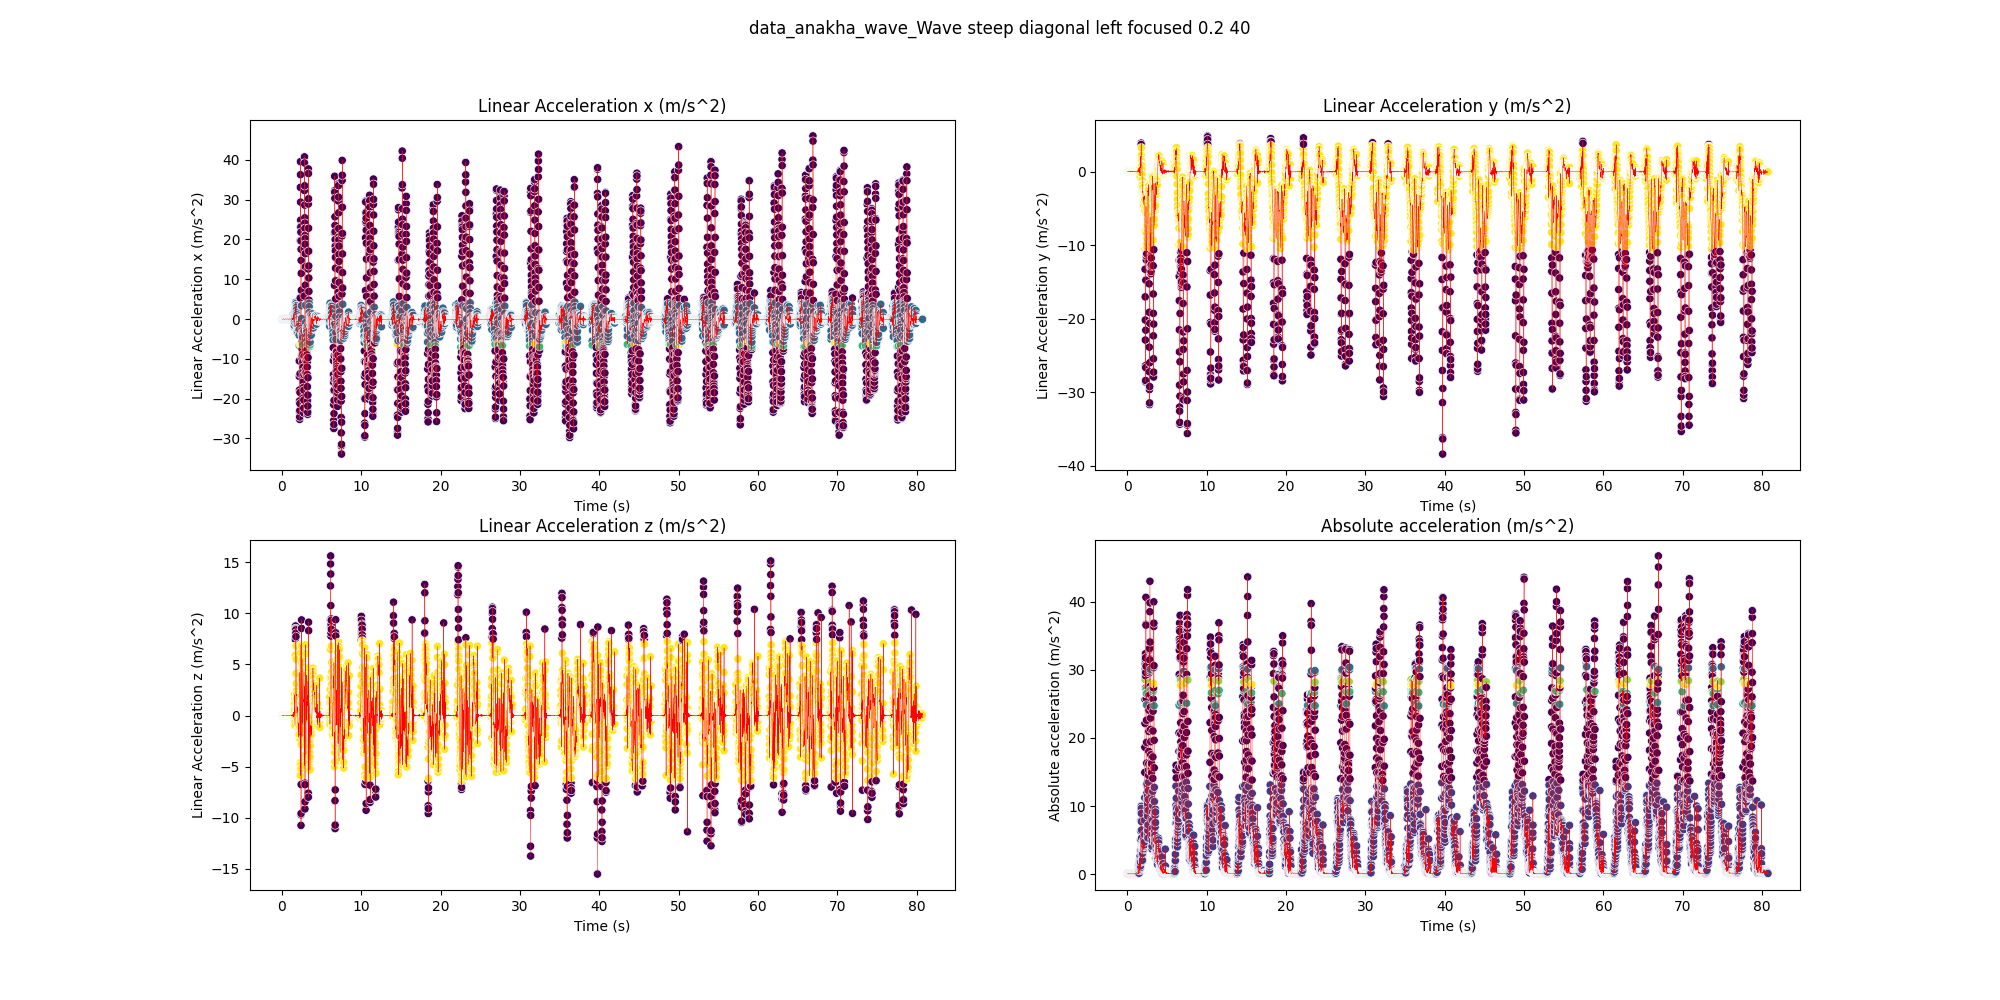 data_anakha_wave_Wave steep diagonal left focused 0.2 40
Linear Acceleration x (m/s^2)
Linear Acceleration x (m/s^2)
40
30
20
10
0
−10
−20
−30
0 10 20 30 40 50 60 70 80
Time (s)
Linear Acceleration y (m/s^2)
Linear Acceleration y (m/s^2)
0
−10
−20
−30
−40
0 10 20 30 40 50 60 70 80
Time (s)
Linear Acceleration z (m/s^2)
Linear Acceleration z (m/s^2)
15
10
5
0
−5
−10
−15
0 10 20 30 40 50 60 70 80
Time (s)
Absolute acceleration (m/s^2)
Absolute acceleration (m/s^2)
40
30
20
10
0
0 10 20 30 40 50 60 70 80
Time (s)